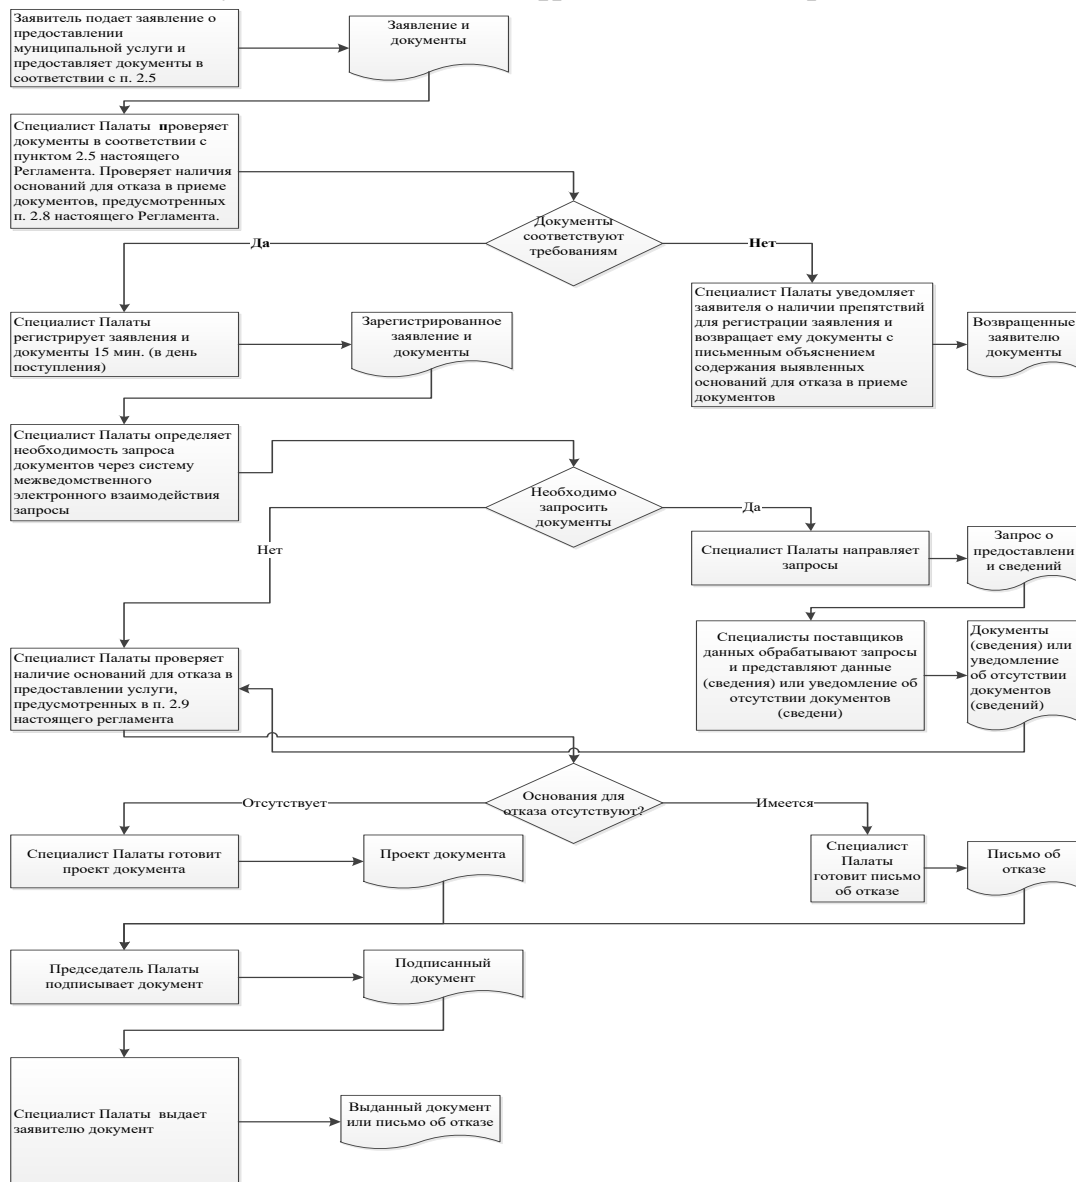 Заявитель подает заявление о
предоставлении
муниципальной услуги и
предоставляет документы в
соответствии с п. 2.5
Заявление и
документы
Специалист Палаты проверяет
документы в соответствии с
пунктом 2.5 настоящего
Регламента. Проверяет наличия
оснований для отказа в приеме
документов, предусмотренных
п. 2.8 настоящего Регламента.
Документы
соответствуют
требованиям
Да
Нет
Специалист Палаты
регистрирует заявления и
документы 15 мин. (в день
поступления)
Зарегистрированное
заявление и
документы
Специалист Палаты уведомляет
заявителя о наличии препятствий
для регистрации заявления и
возвращает ему документы с
письменным объяснением
содержания выявленных
оснований для отказа в приеме
документов
Возвращенные
заявителю
документы
Специалист Палаты определяет
необходимость запроса
документов через систему
межведомственного
электронного взаимодействия
запросы
Необходимо
запросить
документы
Нет
Да
Специалист Палаты направляет
запросы
Запрос о
предоставлени
и сведений
Специалисты поставщиков
данных обрабатывают запросы
и представляют данные
(сведения) или уведомление об
отсутствии документов
(сведени)
Документы
(сведения) или
уведомление
об отсутствии
документов
(сведений)
Специалист Палаты проверяет
наличие оснований для отказа в
предоставлении услуги,
предусмотренных в п. 2.9
настоящего регламента
Основания для
отказа отсутствуют?
Отсутствует
Имеется
Специалист Палаты готовит
проект документа
Проект документа
Специалист
Палаты
готовит письмо
об отказе
Письмо об
отказе
Председатель Палаты
подписывает документ
Подписанный
документ
Специалист Палаты выдает
заявителю документ
Выданный документ
или письмо об отказе